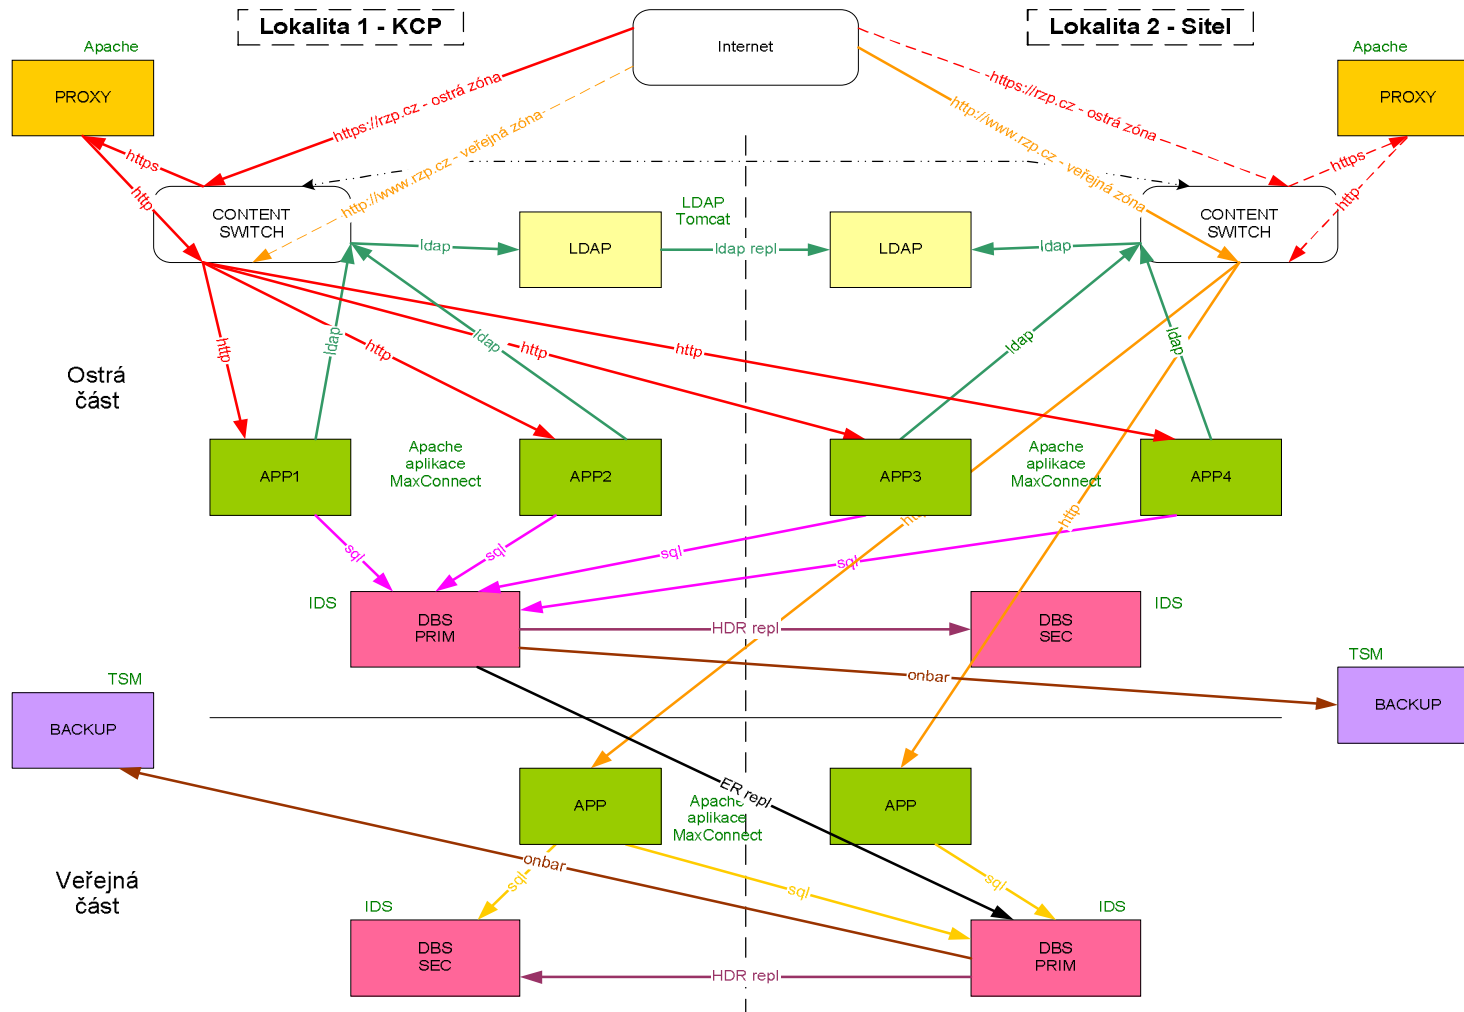 Lokalita 1 - KCP
Internet
Lokalita 2 - Sitel
Apache
Apache
PROXY
PROXY
https://rzp.cz - ostrá zóna
http://www.rzp.cz - veřejná zóna
https://rzp.cz - ostrá zóna
http://www.rzp.cz - veřejná zóna
https
http
https
http
CONTENT
SWITCH
LDAP
Tomcat
CONTENT
SWITCH
ldap
LDAP
ldap repl
LDAP
ldap
http
ldap
http
ldap
http
http
ldap
ldap
Ostrá
část
APP1
Apache
aplikace
MaxConnect
APP2
APP3
Apache
aplikace
MaxConnect
APP4
http
sql
sql
sql
sql
IDS
DBS
PRIM
HDR repl
DBS
SEC
IDS
TSM
onbar
TSM
BACKUP
BACKUP
APP
ER repl
Apache
aplikace
MaxConnect
APP
onbar
sql
sql
sql
Veřejná
část
IDS
IDS
DBS
SEC
HDR repl
DBS
PRIM